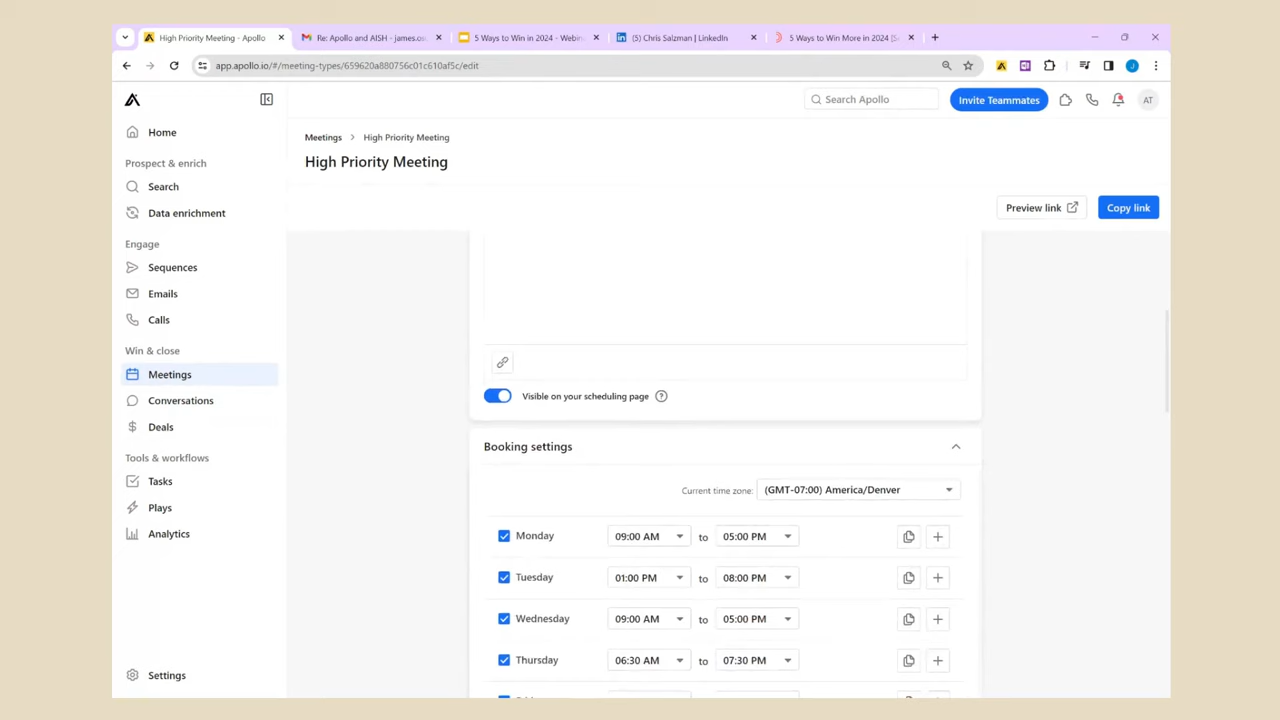 High Priority Meeting - Apollo
Re: Apollo and AISH - james.os
5 Ways to Win in 2024 - Webin
(5) Chris Salzman | LinkedIn
5 Ways to Win More in 2024 [S
app.apollo.io/#/meeting-types/659620a880756c01c610af5c/edit
J
Search Apollo
Invite Teammates
AT
Home
Prospect & enrich
Search
Data enrichment
Engage
Sequences
Emails
Calls
Win & close
Meetings
Conversations
Deals
Tools & workflows
Tasks
Plays
Analytics
Settings
Meetings > High Priority Meeting
High Priority Meeting
Preview link
Copy link
Visible on your scheduling page ?
Booking settings
Current time zone: (GMT-07:00) America/Denver
Monday 09:00 AM to 05:00 PM
Tuesday 01:00 PM to 08:00 PM
Wednesday 09:00 AM to 05:00 PM
Thursday 06:30 AM to 07:30 PM